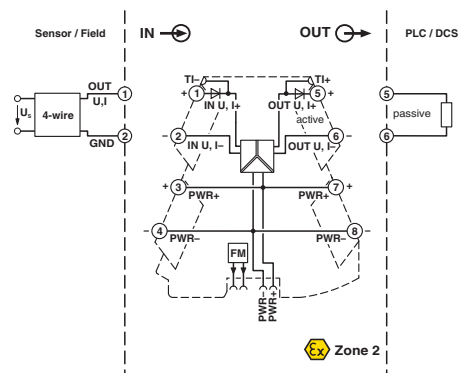 Sensor / Field
IN
OUT
PLC / DCS
TI–
TI+
OUT
U,I
1
+
1
5
+
5
IN U, I+
OUT U, I+
Us
4-wire
active
passive
2
–
2
6
–
6
GND
IN U, I–
OUT U, I–
+
3
7
+
PWR+
PWR+
4
–
8
–
PWR–
PWR–
FM
PWR–
PWR+
Ex
Zone 2